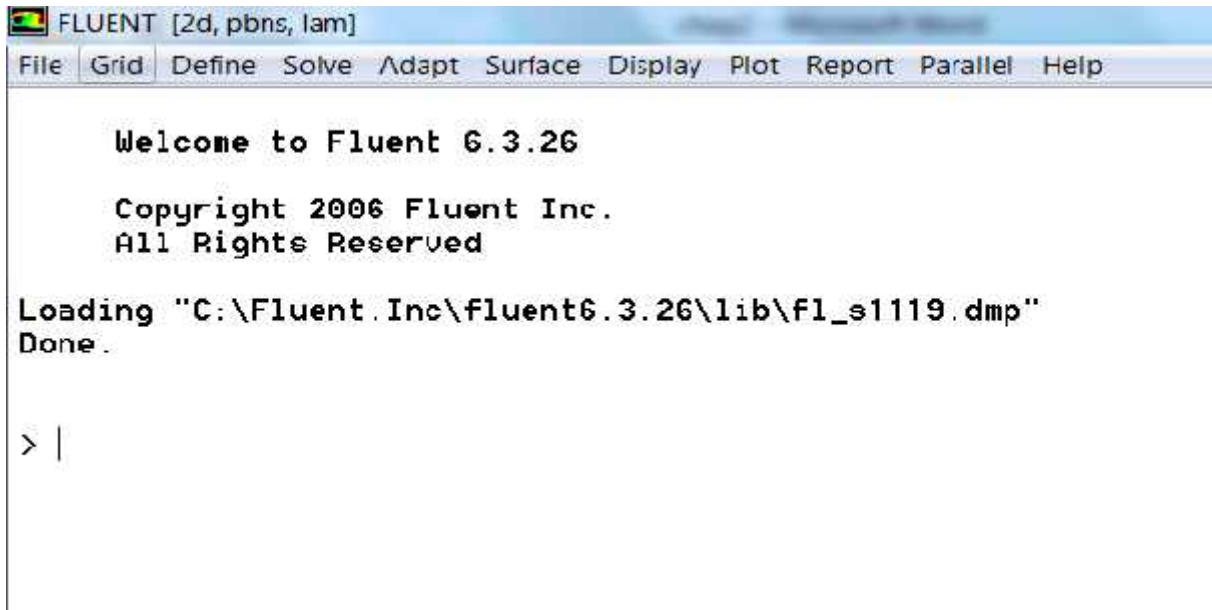 FLUENT [2d, pbns, lam]
File Grid Define Solve Adapt Surface Display Plot Report Parallel Help
Welcome to Fluent 6.3.26
Copyright 2006 Fluent Inc.
All Rights Reserved
Loading "C:\Fluent.Inc\fluent6.3.26\lib\fl_s1119.dmp"
Done.
>